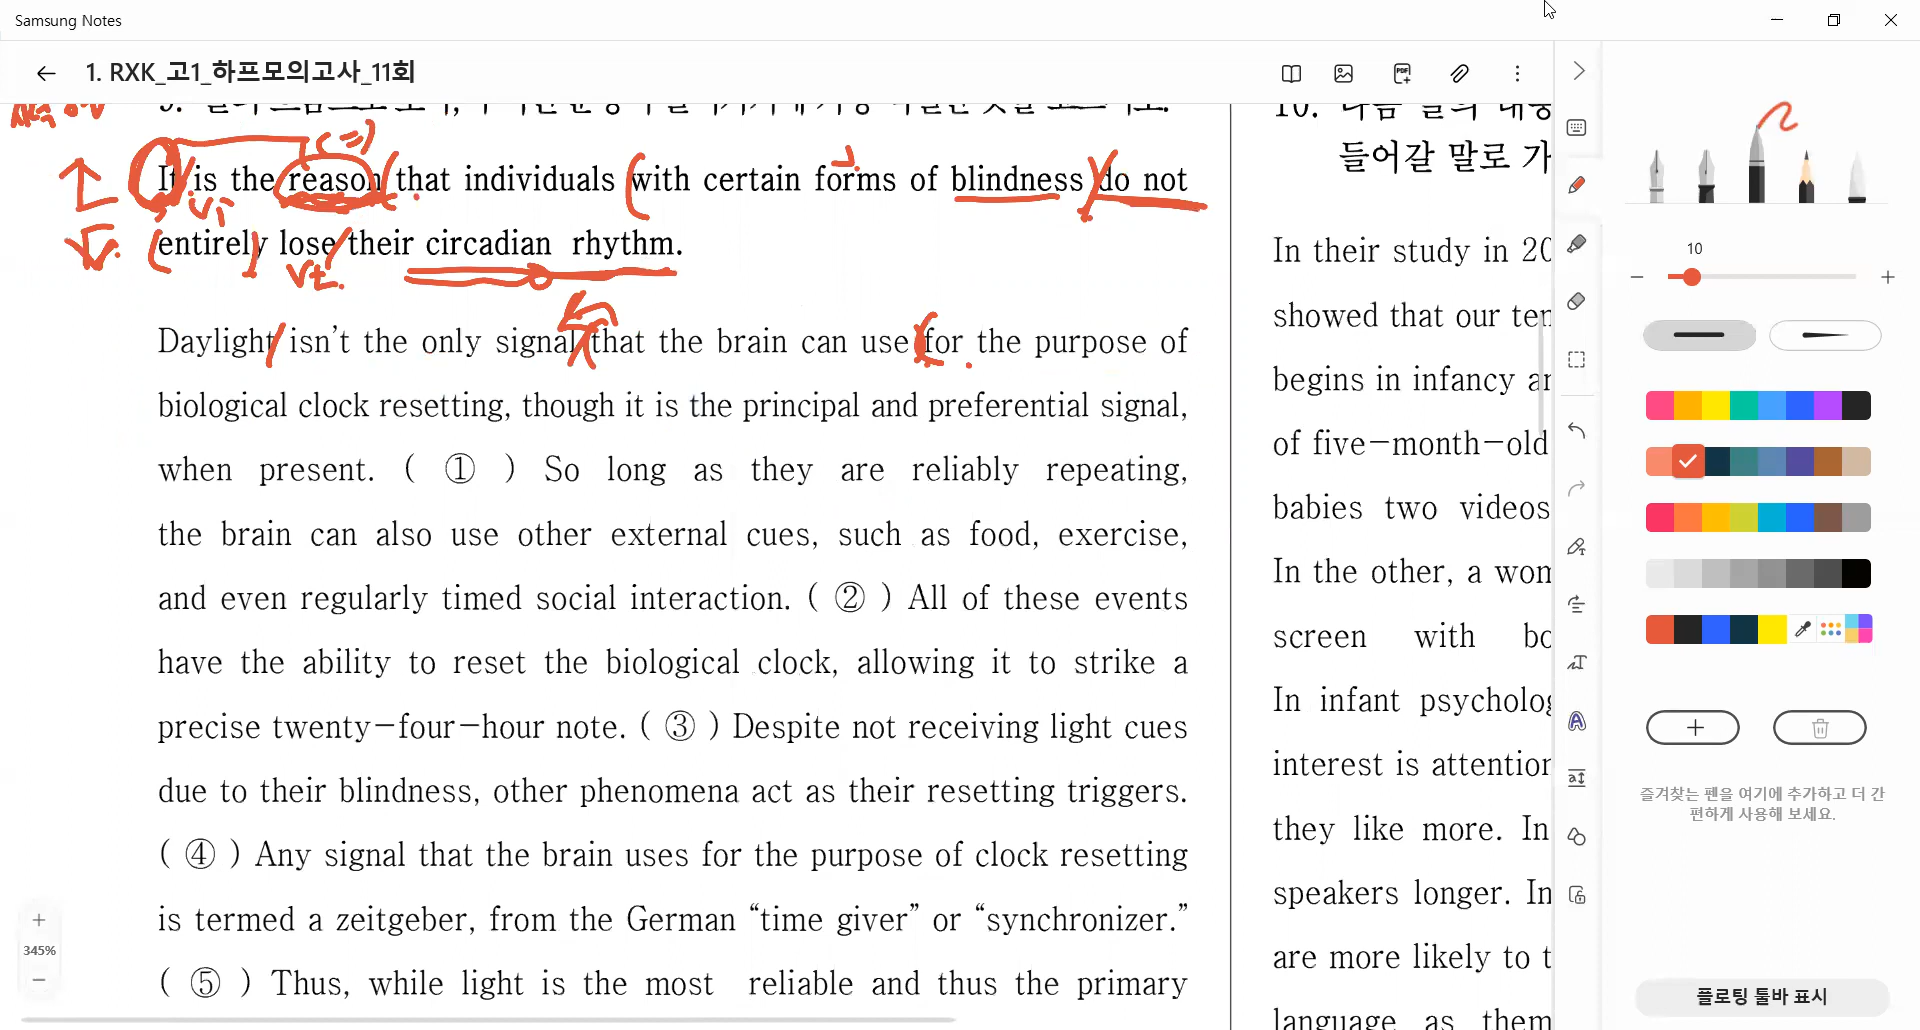 Samsung Notes
1. RXK_고1_하프모의고사_11회
(=)
It is the reason that individuals with certain forms of blindness do not
vi
entirely lose their circadian rhythm.
vt.
Daylight isn't the only signal that the brain can use for the purpose of
biological clock resetting, though it is the principal and preferential signal,
when present. ( ① ) So long as they are reliably repeating,
the brain can also use other external cues, such as food, exercise,
and even regularly timed social interaction. ( ② ) All of these events
have the ability to reset the biological clock, allowing it to strike a
precise twenty-four-hour note. ( ③ ) Despite not receiving light cues
due to their blindness, other phenomena act as their resetting triggers.
( ④ ) Any signal that the brain uses for the purpose of clock resetting
is termed a zeitgeber, from the German “time giver” or “synchronizer.”
( ⑤ ) Thus, while light is the most reliable and thus the primary
들어갈 말로 가
In their study in 20
showed that our ten
begins in infancy
of five-month-old
babies two videos
In the other, a
screen with
In infant
interest is
they like more. In
speakers longer. In
are more likely to t
language as them
10
즐겨찾는 펜을 여기에 추가하고 더 간
편하게 사용해 보세요.
플로팅 툴바 표시
345%